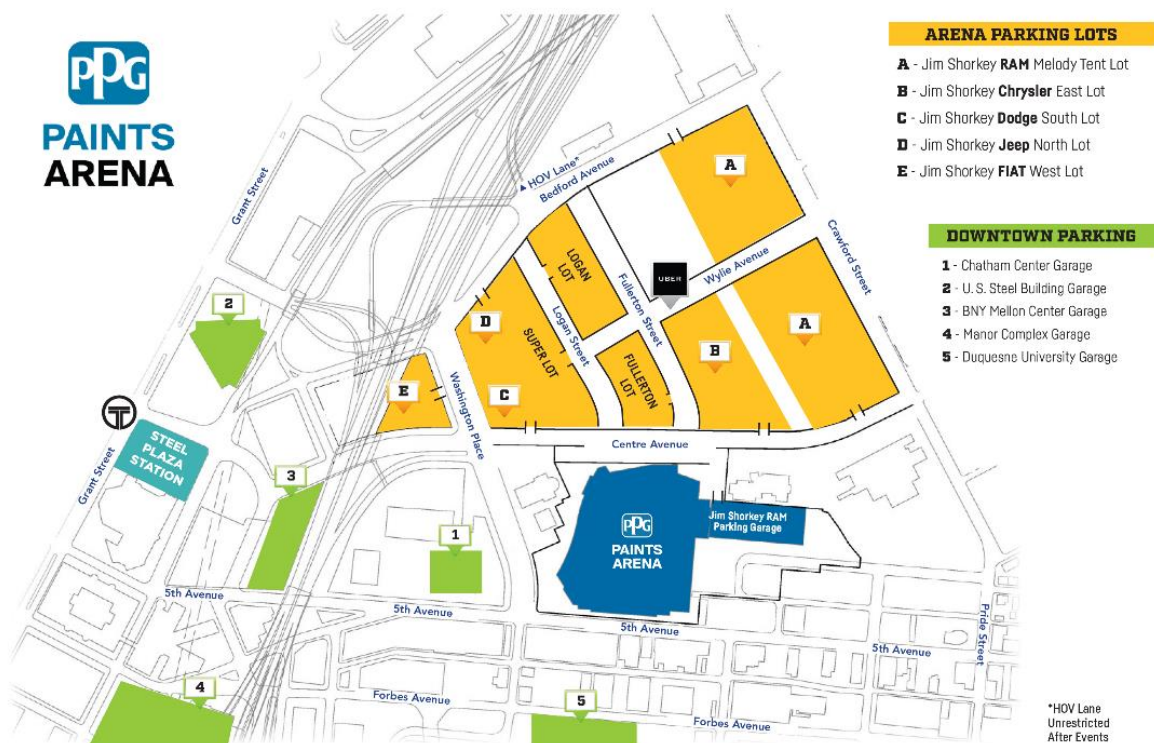 PPG
PAINTS
ARENA
ARENA PARKING LOTS
A - Jim Shorkey RAM Melody Tent Lot
B - Jim Shorkey Chrysler East Lot
C - Jim Shorkey Dodge South Lot
D - Jim Shorkey Jeep North Lot
E - Jim Shorkey FIAT West Lot
DOWNTOWN PARKING
1 - Chatham Center Garage
2 - U. S. Steel Building Garage
3 - BNY Mellon Center Garage
4 - Manor Complex Garage
5 - Duquesne University Garage
Grant Street
HOV Lane*
Bedford Avenue
A
Crawford Street
LOGAN
LOT
Fullerton Street
UBER
Wylie Avenue
2
D
SUPER LOT
Logan Street
A
B
FULLERTON
LOT
E
C
Washington Place
T
STEEL
PLAZA
STATION
Grant Street
Centre Avenue
3
1
PPG
PAINTS
ARENA
Jim Shorkey RAM
Parking Garage
5th Avenue
5th Avenue
5th Avenue
5th Avenue
Pride Street
4
Forbes Avenue
5
Forbes Avenue
*HOV Lane
Unrestricted
After Events